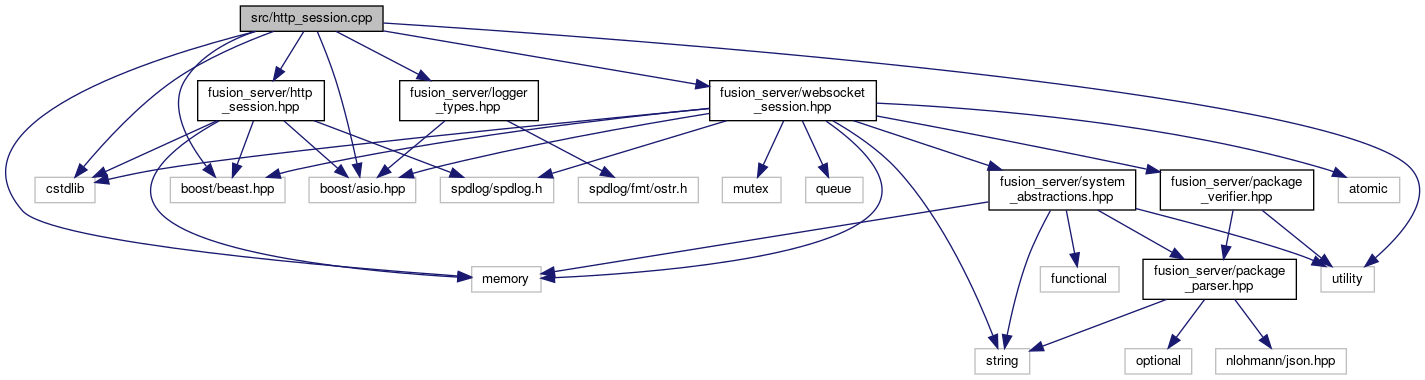 src/http_session.cpp
fusion_server/http
_session.hpp
fusion_server/logger
_types.hpp
fusion_server/websocket
_session.hpp
cstdlib
boost/beast.hpp
boost/asio.hpp
spdlog/spdlog.h
spdlog/fmt/ostr.h
mutex
queue
fusion_server/system
_abstractions.hpp
fusion_server/package
_verifier.hpp
atomic
memory
functional
fusion_server/package
_parser.hpp
utility
string
optional
nlohmann/json.hpp